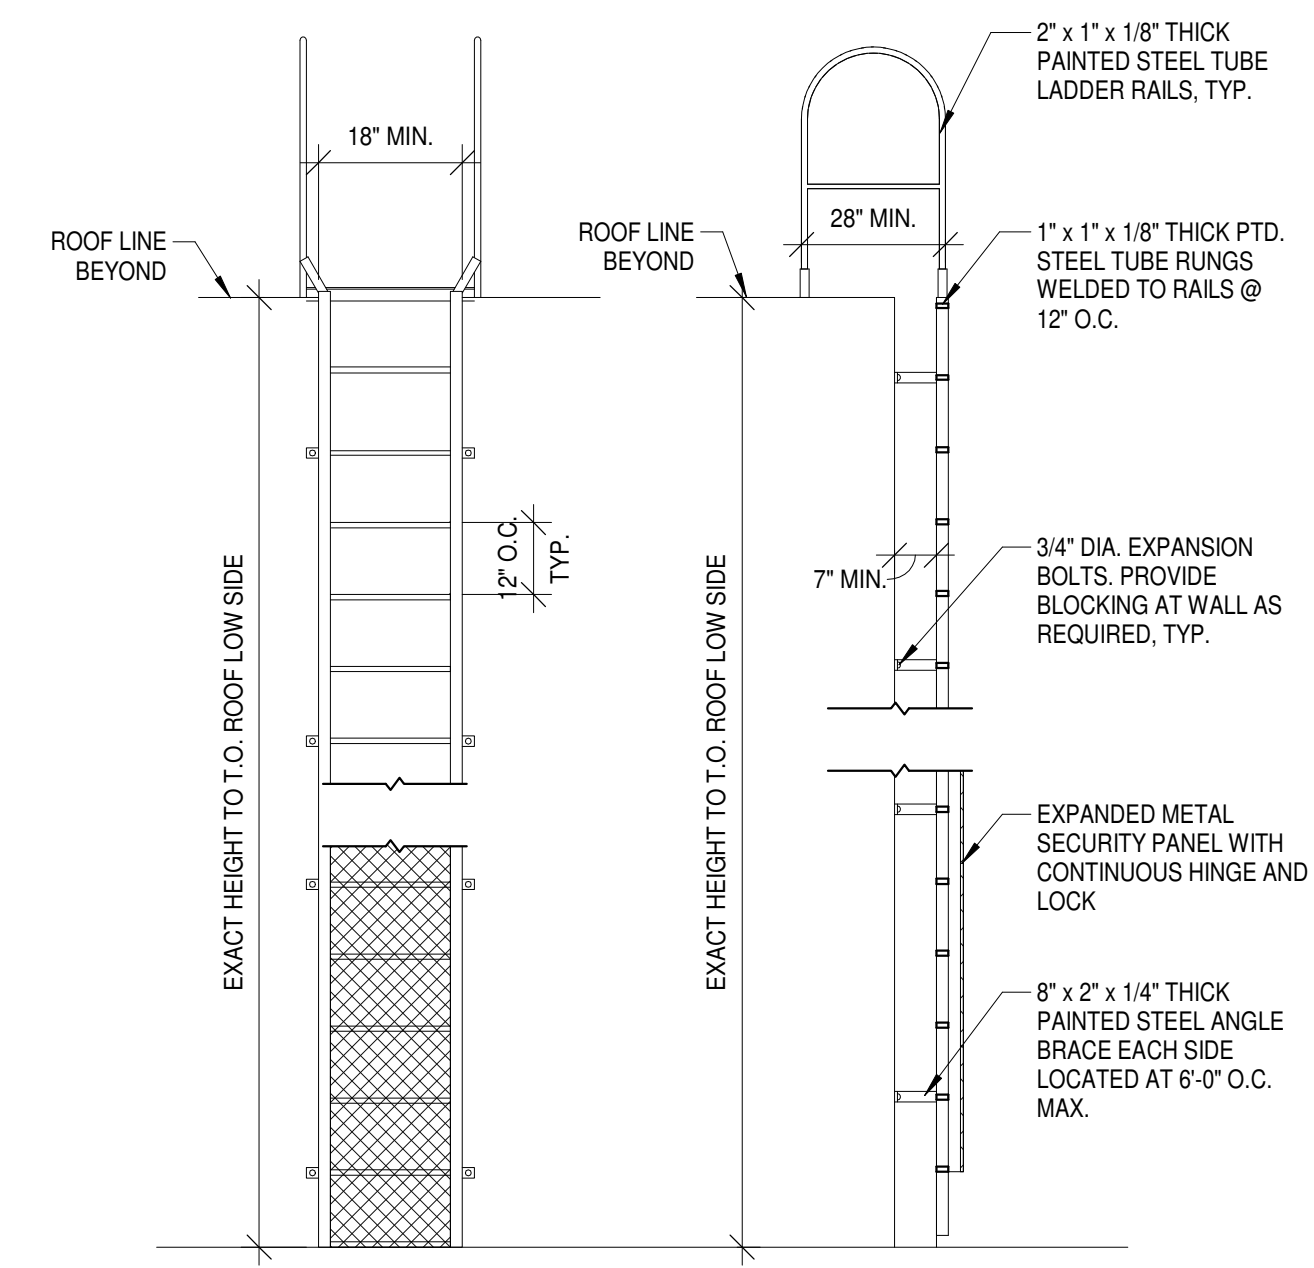 18" MIN.
ROOF LINE
BEYOND
12" O.C.
TYP.
EXACT HEIGHT TO T.O. ROOF LOW SIDE
28" MIN.
ROOF LINE
BEYOND
7" MIN.
EXACT HEIGHT TO T.O. ROOF LOW SIDE
2" x 1" x 1/8" THICK
PAINTED STEEL TUBE
LADDER RAILS, TYP.
1" x 1" x 1/8" THICK PTD.
STEEL TUBE RUNGS
WELDED TO RAILS @
12" O.C.
3/4" DIA. EXPANSION
BOLTS. PROVIDE
BLOCKING AT WALL AS
REQUIRED, TYP.
EXPANDED METAL
SECURITY PANEL WITH
CONTINUOUS HINGE AND
LOCK
8" x 2" x 1/4" THICK
PAINTED STEEL ANGLE
BRACE EACH SIDE
LOCATED AT 6'-0" O.C.
MAX.